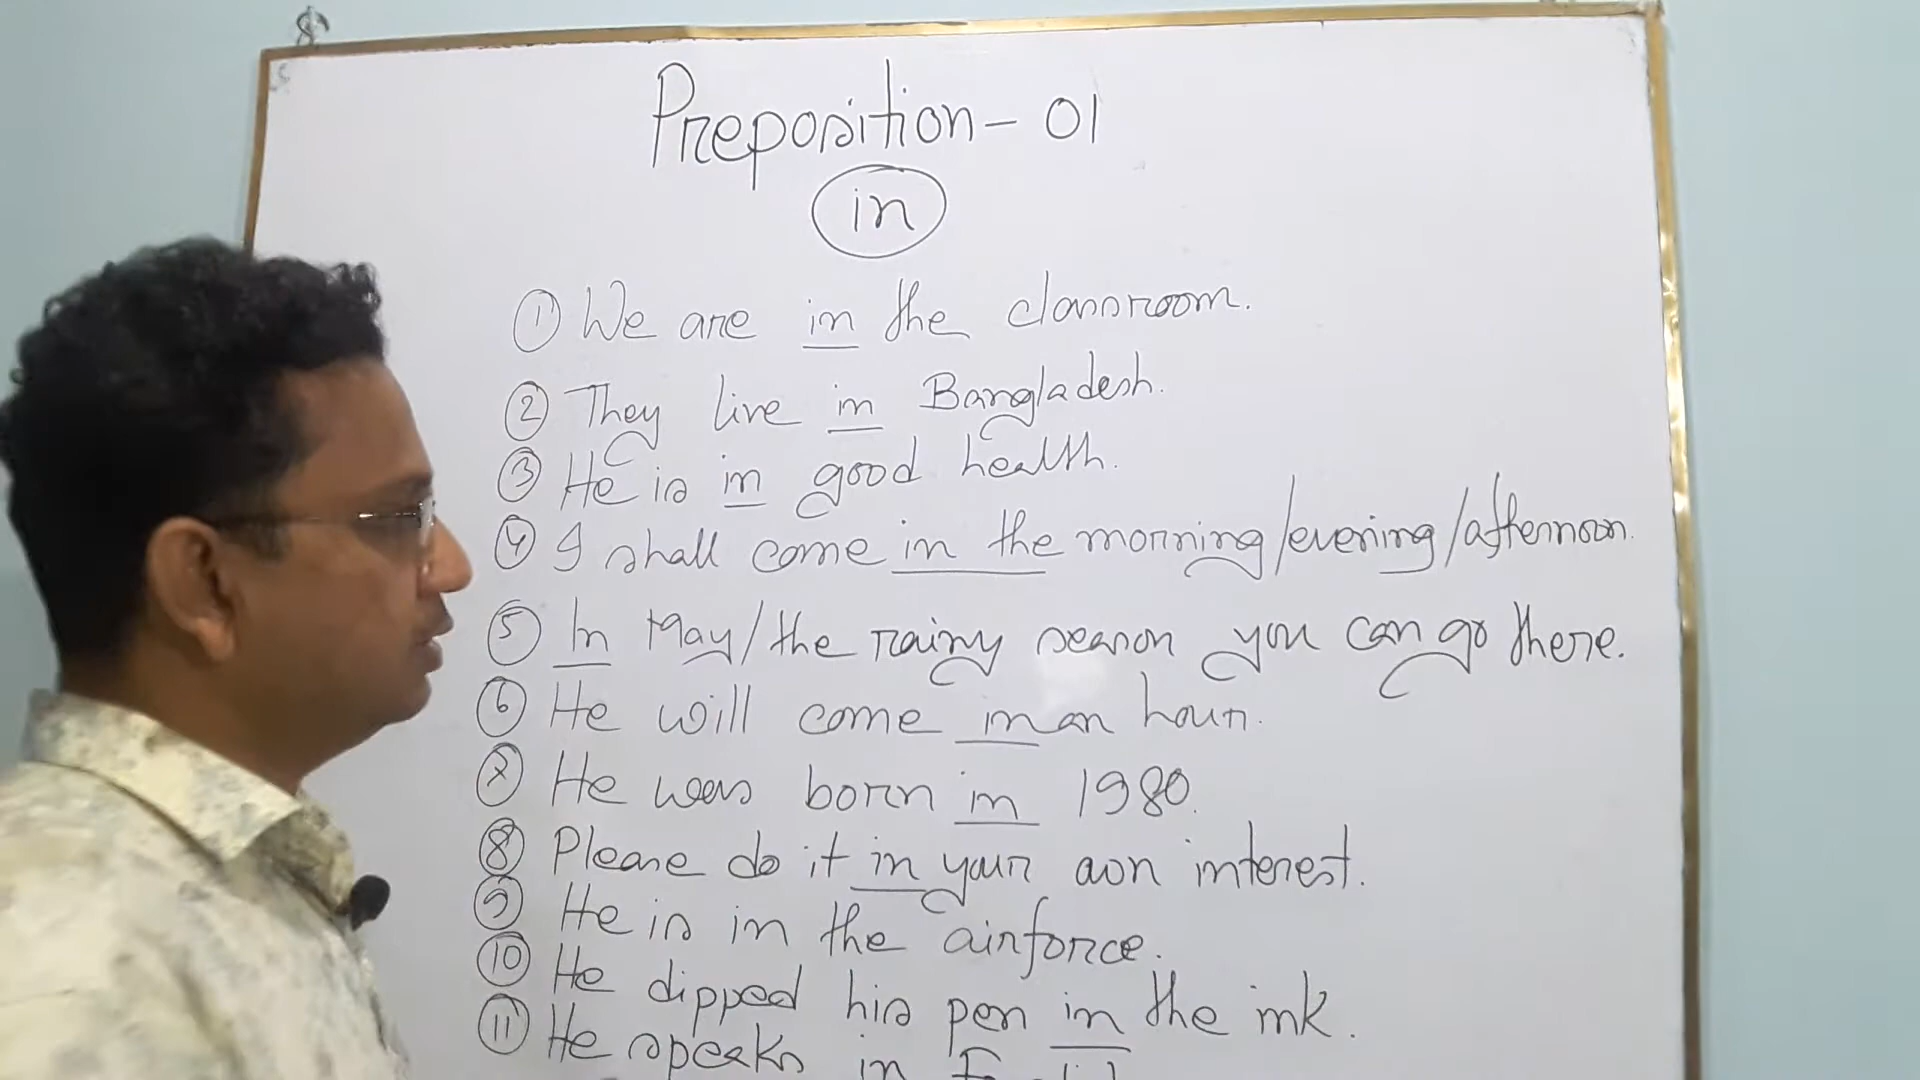 Preposition - 01
in
① We are in the classroom.
② They live in Bangladesh.
③ He is in good health.
④ I shall come in the morning/evening/afternoon.
⑤ In May/the rainy season you can go there.
⑥ He will come in an hour.
⑦ He was born in 1980.
⑧ Please do it in your own interest.
⑨ He is in the airforce.
⑩ He dipped his pen in the ink.
⑪ He speaks in